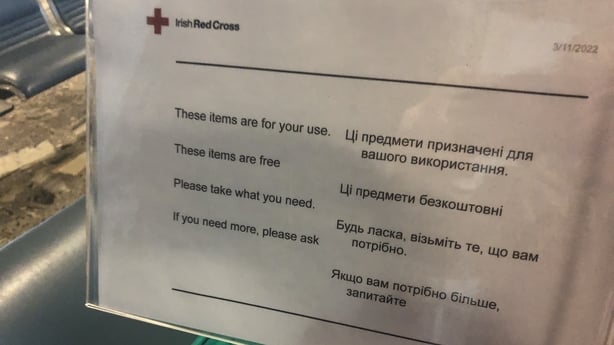 Irish Red Cross
3/11/2022
These items are for your use.
These items are free
Please take what you need.
If you need more, please ask
Ці предмети призначені для
вашого використання.
Ці предмети безкоштовні
Будь ласка, візьміть те, що вам
потрібно.
Якщо вам потрібно більше,
запитайте